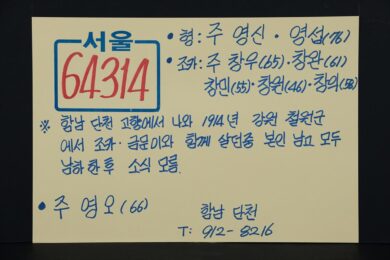 서울
64314
• 형: 주 영신·영섭(76)
• 조카: 주 창우(65)·창완(61)
창민(55)·창원(46)·창의(38)
※ 함남 단천 고향에서 나와 1914년 강원 철원군
에서 조카·금문이와 함께 살던중 본인 남고 모두
남하한후 소식 모름.
• 주 영오(66)
함남 단천
T: 912-8216